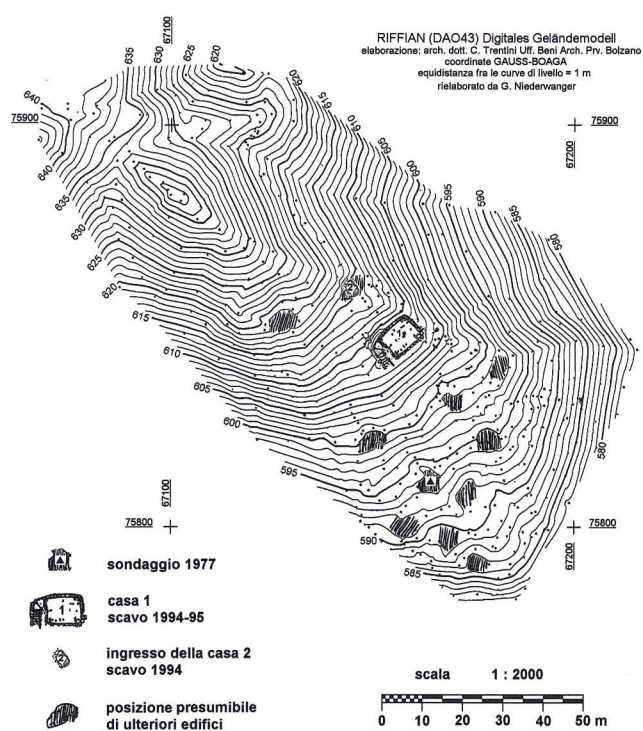 RIFFIAN (DAO43) Digitales Geländemodell
elaborazione: arch. dott. C. Trentini Uff. Beni Arch. Prv. Bolzano
coordinate GAUSS-BOAGA
equidistanza fra le curve di livello = 1 m
rielaborato da G. Niederwanger
67100
635
630
625
620
620
615
610
605
600
595
590
585
580
640
75900
75900
67200
640
635
630
625
620
615
610
605
600
595
590
585
580
67100
75800
75800
67200
2
1
sondaggio 1977
1
casa 1
scavo 1994-95
2
ingresso della casa 2
scavo 1994
posizione presumibile
di ulteriori edifici
scala 1 : 2000
0 10 20 30 40 50 m